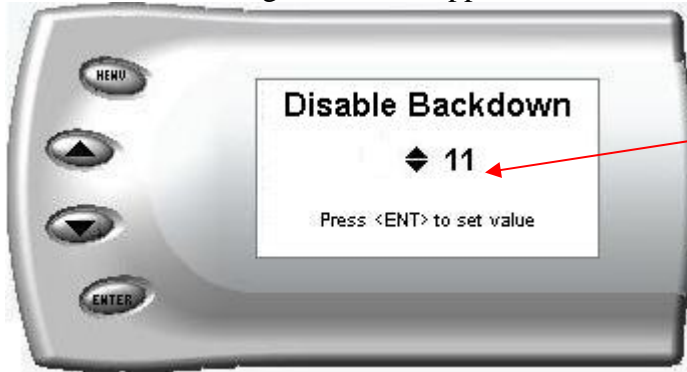 MENU
Disable Backdown
11
Press <ENT> to set value
ENTER